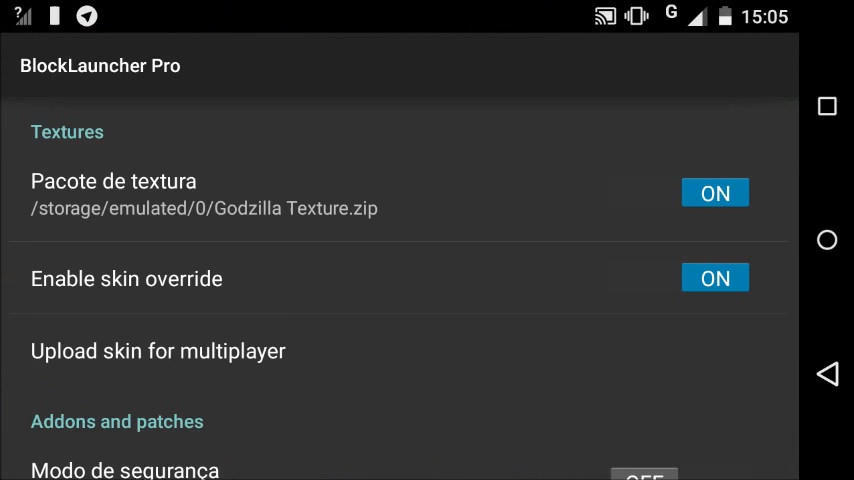 ? G 15:05
BlockLauncher Pro
Textures
Pacote de textura
/storage/emulated/0/Godzilla Texture.zip
ON
Enable skin override
ON
Upload skin for multiplayer
Addons and patches
Modo de segurança
OFF